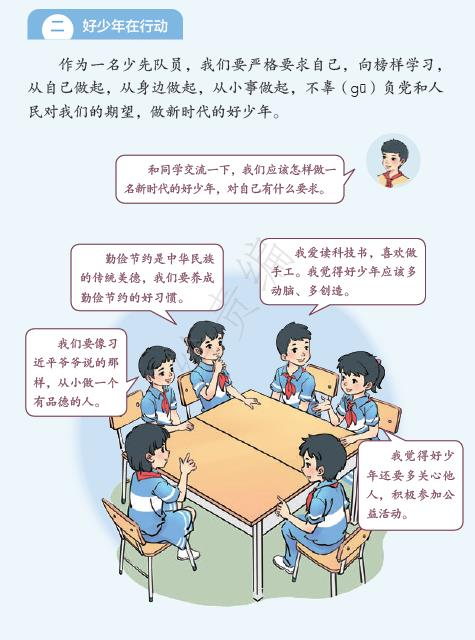 二 好少年在行动
作为一名少先队员，我们要严格要求自己，向榜样学习，
从自己做起，从身边做起，从小事做起，不辜（gū）负党和人
民对我们的期望，做新时代的好少年。
和同学交流一下，我们应该怎样做一
名新时代的好少年，对自己有什么要求。
勤俭节约是中华民族
的传统美德，我们要养成
勤俭节约的好习惯。
我爱读科技书，喜欢做
手工。我觉得好少年应该多
动脑、多创造。
我们要像习
近平爷爷说的那
样，从小做一个
有品德的人。
我觉得好少
年还要多关心他
人，积极参加公
益活动。